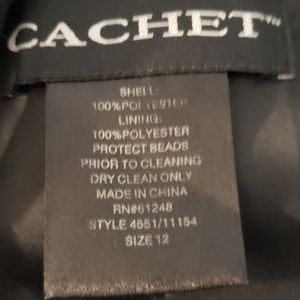 CACHET™
SHELL:
100%POLYESTER
LINING:
100%POLYESTER
PROTECT BEADS
PRIOR TO CLEANING
DRY CLEAN ONLY
MADE IN CHINA
RN#61248
STYLE 4551/11154
SIZE 12